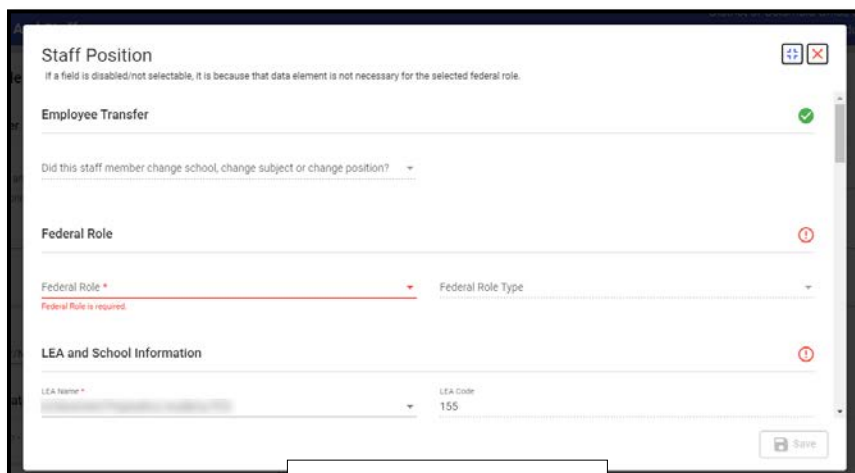 Staff Position
If a field is disabled/not selectable, it is because that data element is not necessary for the selected federal role.
Employee Transfer
Did this staff member change school, change subject or change position?
Federal Role
Federal Role *
Federal Role Type
Federal Role is required.
LEA and School Information
LEA Name *
LEA Code
155
Save